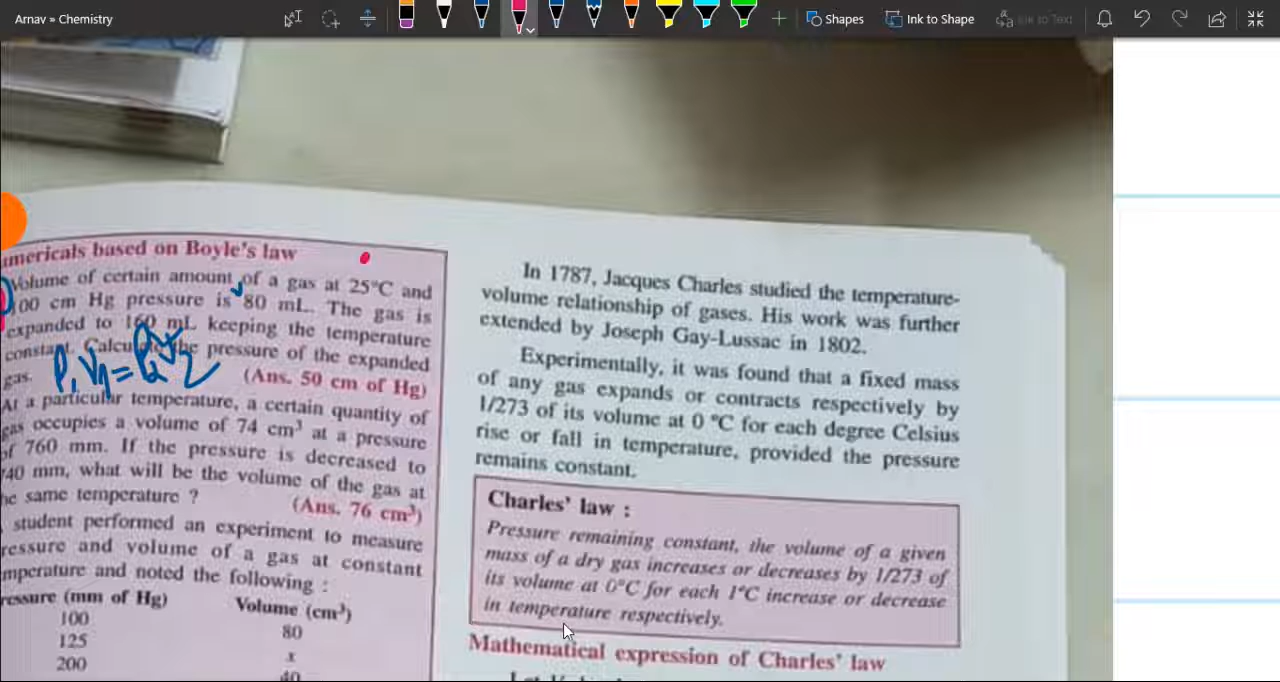 Arnav » Chemistry
Shapes
Ink to Shape
Ink to Text
umericals based on Boyle's law
Volume of certain amount of a gas at 25°C and
100 cm Hg pressure is 80 mL. The gas is
expanded to 160 mL keeping the temperature
constant. Calculate the pressure of the expanded
gas.
(Ans. 50 cm of Hg)
P1 V1 = P2 V2
At a particular temperature, a certain quantity of
gas occupies a volume of 74 cm³ at a pressure
of 760 mm. If the pressure is decreased to
740 mm, what will be the volume of the gas at
he same temperature ?
(Ans. 76 cm³)
student performed an experiment to measure
ressure and volume of a gas at constant
mperature and noted the following :
ressure (mm of Hg) Volume (cm³)
100 80
125 x
200 40
In 1787, Jacques Charles studied the temperature-
volume relationship of gases. His work was further
extended by Joseph Gay-Lussac in 1802.
Experimentally, it was found that a fixed mass
of any gas expands or contracts respectively by
1/273 of its volume at 0 °C for each degree Celsius
rise or fall in temperature, provided the pressure
remains constant.
Charles' law :
Pressure remaining constant, the volume of a given
mass of a dry gas increases or decreases by 1/273 of
its volume at 0°C for each 1°C increase or decrease
in temperature respectively.
Mathematical expression of Charles' law